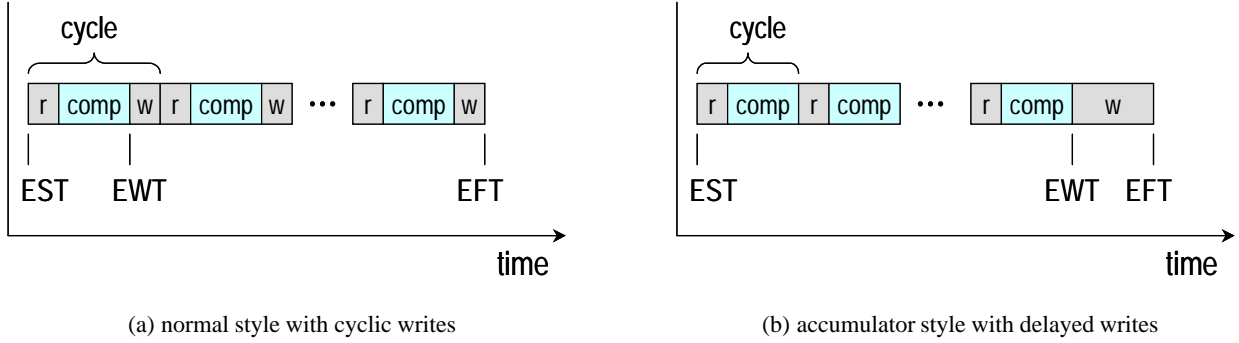 cycle
r comp w r comp w ... r comp w
EST EWT EFT
time
(a) normal style with cyclic writes
cycle
r comp r comp ... r comp w
EST EWT EFT
time
(b) accumulator style with delayed writes